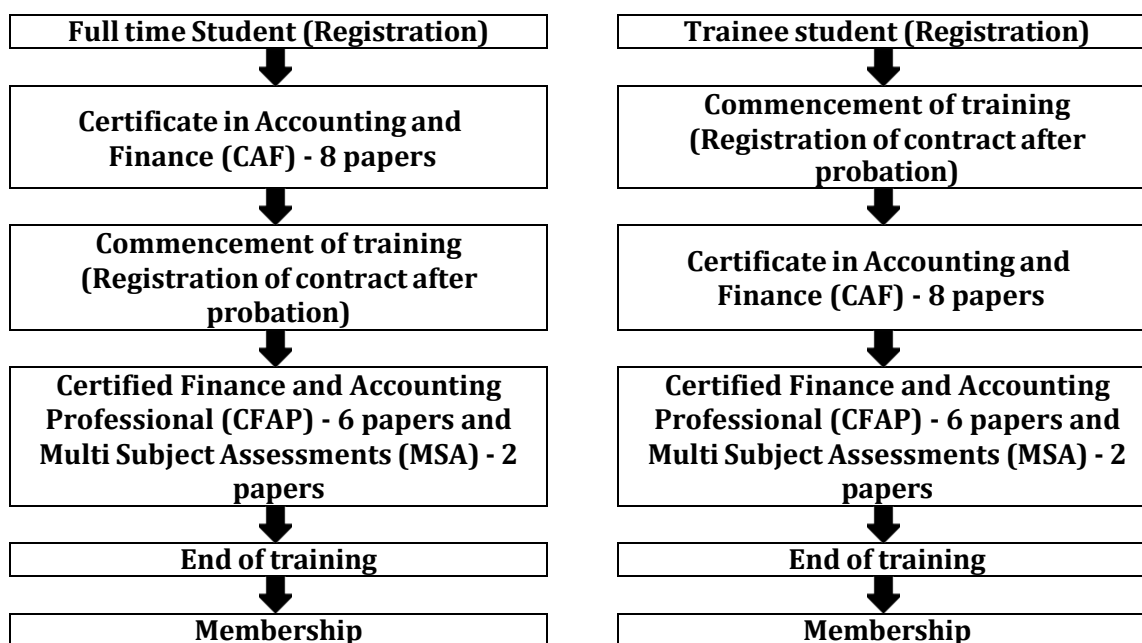 Full time Student (Registration)
Certificate in Accounting and
Finance (CAF) - 8 papers
Commencement of training
(Registration of contract after
probation)
Certified Finance and Accounting
Professional (CFAP) - 6 papers and
Multi Subject Assessments (MSA) - 2
papers
End of training
Membership
Trainee student (Registration)
Commencement of training
(Registration of contract after
probation)
Certificate in Accounting and
Finance (CAF) - 8 papers
Certified Finance and Accounting
Professional (CFAP) - 6 papers and
Multi Subject Assessments (MSA) - 2
papers
End of training
Membership